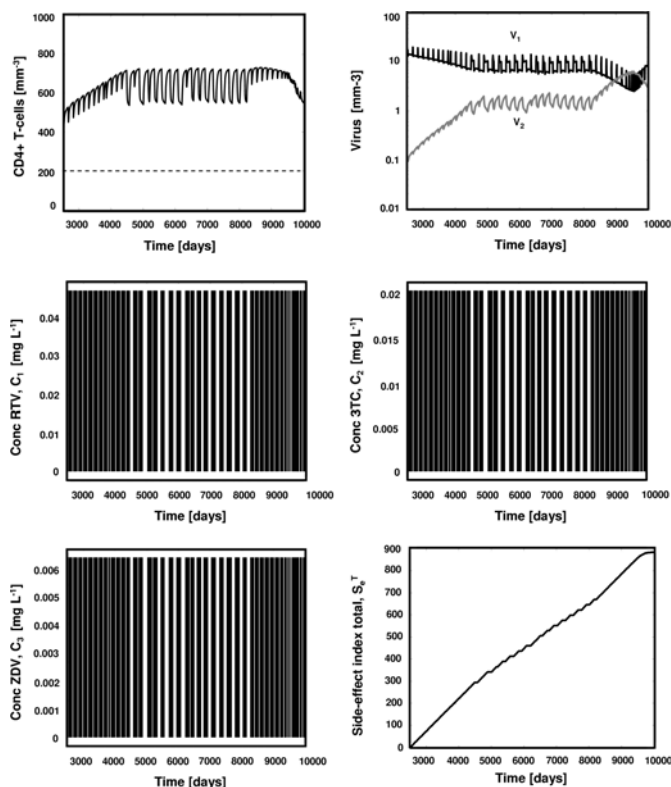 1000
800
600
400
200
0
CD4+ T-cells [mm-3]
3000 4000 5000 6000 7000 8000 9000 10000
Time [days]
100
10
1
0.1
0.01
Virus [mm-3]
V1
V2
3000 4000 5000 6000 7000 8000 9000 10000
Time [days]
0.04
0.03
0.02
0.01
0
Conc RTV, C1 [mg L-1]
3000 4000 5000 6000 7000 8000 9000 10000
Time [days]
0.02
0.015
0.01
0.005
0
Conc 3TC, C2 [mg L-1]
3000 4000 5000 6000 7000 8000 9000 10000
Time [days]
0.006
0.005
0.004
0.003
0.002
0.001
0
Conc ZDV, C3 [mg L-1]
3000 4000 5000 6000 7000 8000 9000 10000
Time [days]
900
800
700
600
500
400
300
200
100
0
Side-effect index total, SeT
3000 4000 5000 6000 7000 8000 9000 10000
Time [days]